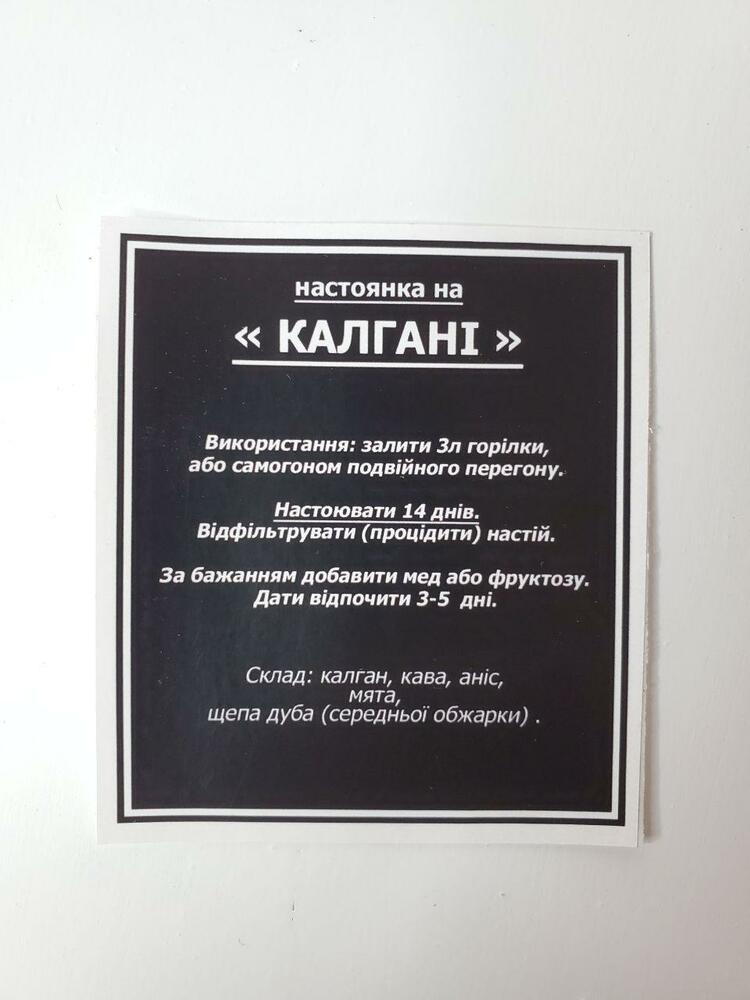 настоянка на
« КАЛГАНІ »
Використання: залити 3л горілки,
або самогоном подвійного перегону.
Настоювати 14 днів.
Відфільтрувати (процідити) настій.
За бажанням добавити мед або фруктозу.
Дати відпочити 3-5 дні.
Склад: калган, кава, аніс,
мята,
щепа дуба (середньої обжарки) .